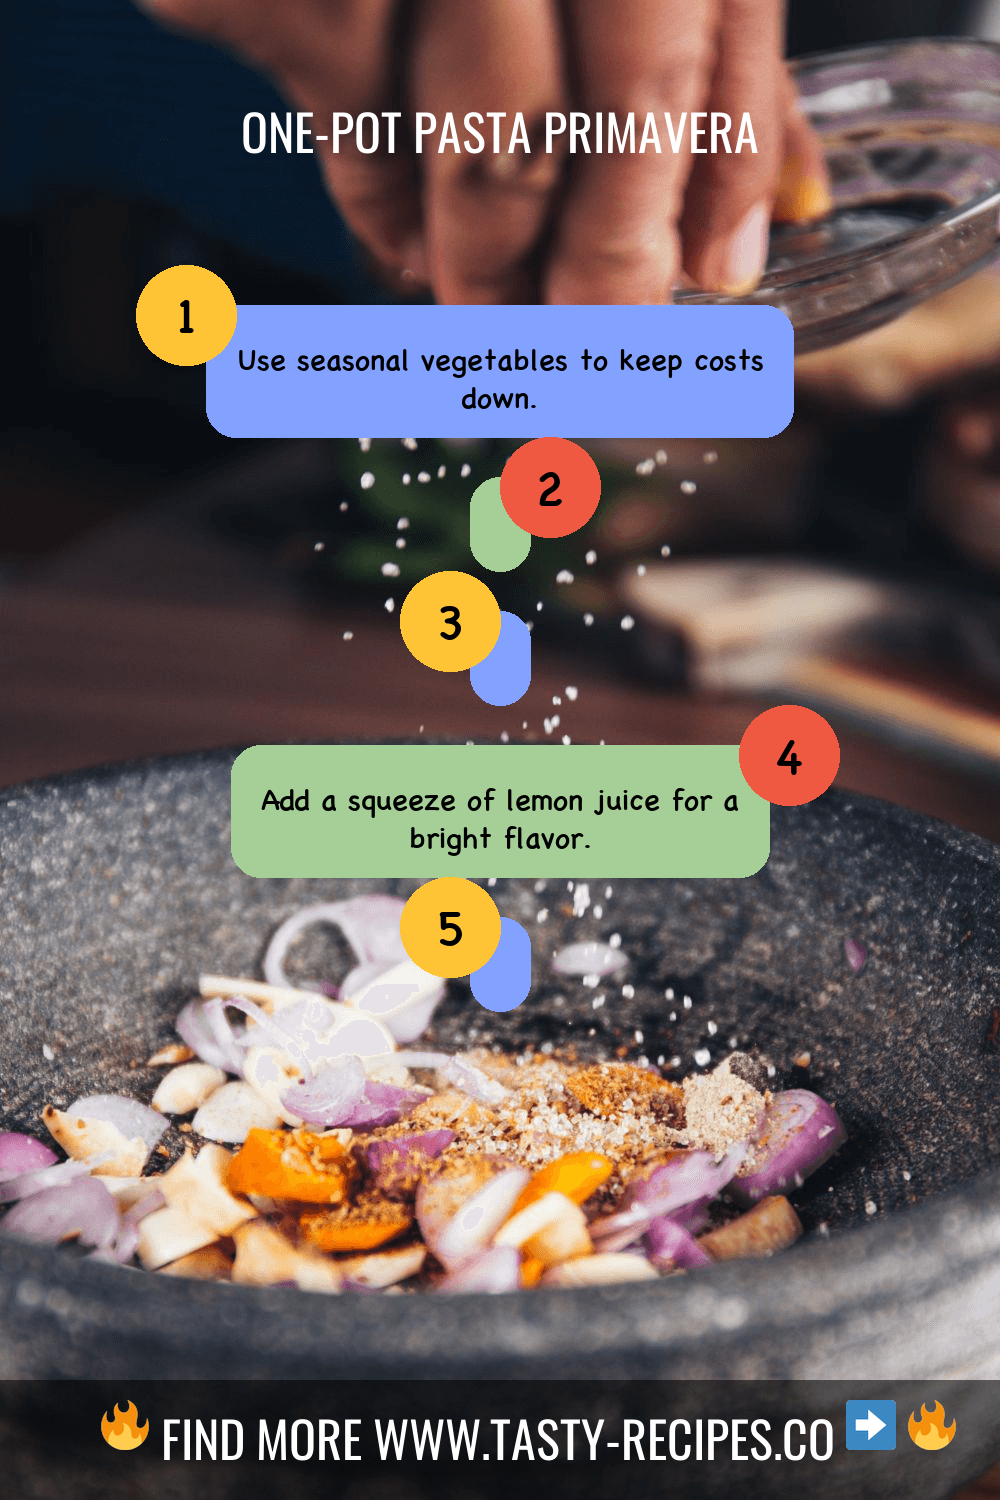 ONE-POT PASTA PRIMAVERA
1
Use seasonal vegetables to keep costs
down.
2
3
4
Add a squeeze of lemon juice for a
bright flavor.
5
🔥 FIND MORE WWW.TASTY-RECIPES.CO ➡️ 🔥